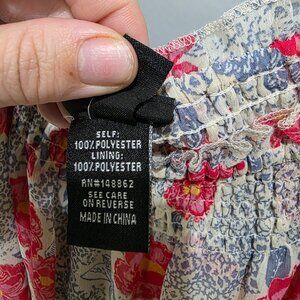 SELF:
100% POLYESTER
LINING:
100% POLYESTER
RN#148862
SEE CARE
ON REVERSE
MADE IN CHINA